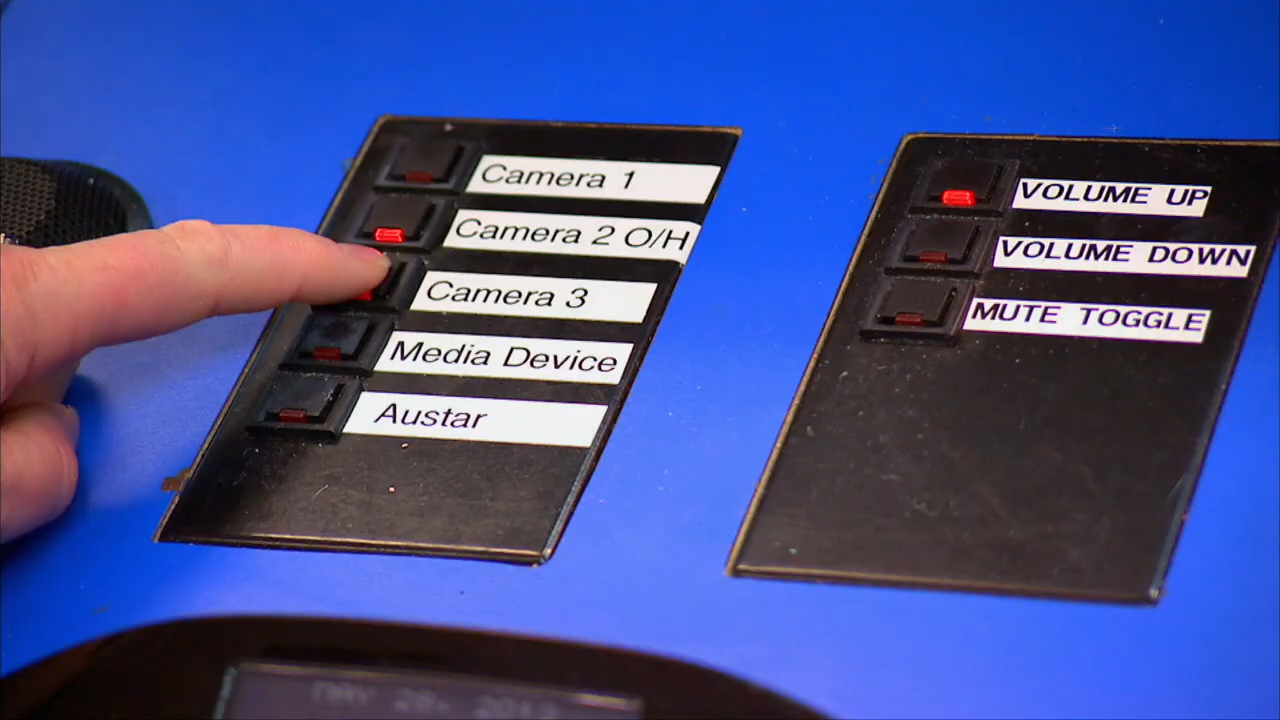 Camera 1
Camera 2 O/H
Camera 3
Media Device
Austar
VOLUME UP
VOLUME DOWN
MUTE TOGGLE